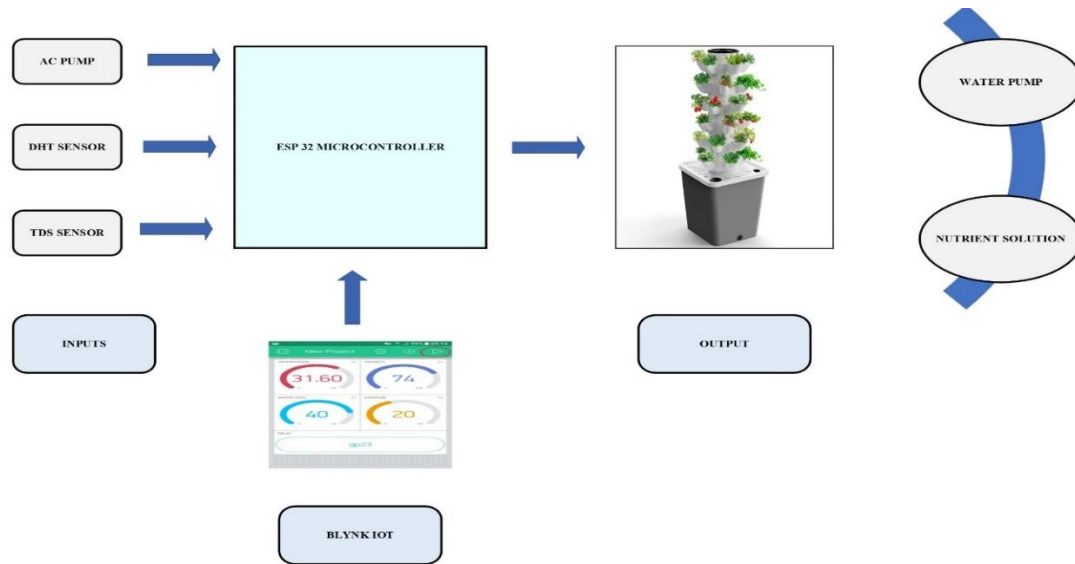 AC PUMP
DHT SENSOR
TDS SENSOR
ESP 32 MICROCONTROLLER
WATER PUMP
NUTRIENT SOLUTION
INPUTS
OUTPUT
New Project
31.60
74
40
20
gp23
BLYNK IOT